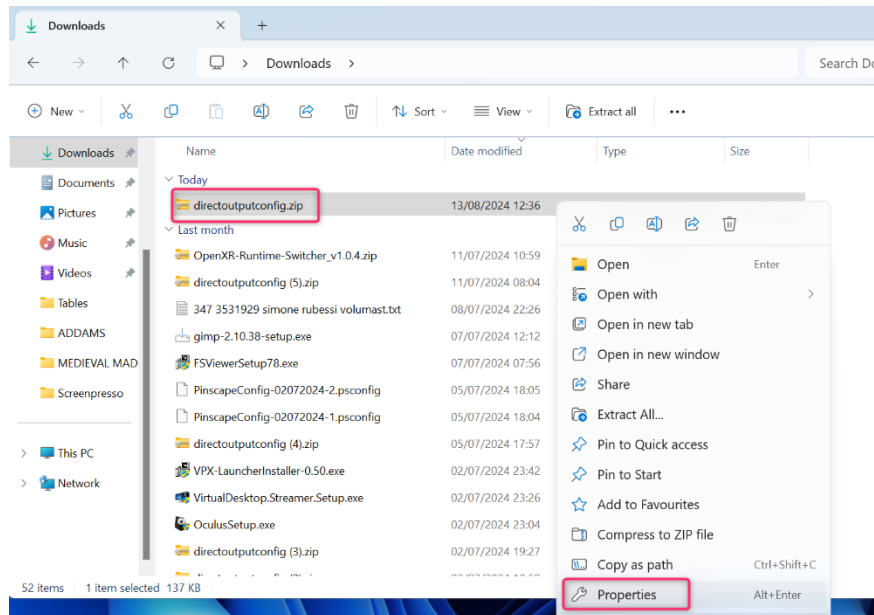 Downloads
Downloads
Search Do
New
Sort
View
Extract all
Downloads
Documents
Pictures
Music
Videos
Tables
ADDAMS
MEDIEVAL MAD
Screenpresso
This PC
Network
Name Date modified Type Size
Today
directoutputconfig.zip 13/08/2024 12:36
Last month
OpenXR-Runtime-Switcher_v1.0.4.zip 11/07/2024 10:59
directoutputconfig (5).zip 11/07/2024 08:04
347 3531929 simone rubessi volumast.txt 08/07/2024 22:26
gimp-2.10.38-setup.exe 07/07/2024 12:12
FSViewerSetup78.exe 07/07/2024 07:56
PinscapeConfig-02072024-2.psconfig 05/07/2024 18:05
PinscapeConfig-02072024-1.psconfig 05/07/2024 18:04
directoutputconfig (4).zip 05/07/2024 17:57
VPX-LauncherInstaller-0.50.exe 02/07/2024 23:42
VirtualDesktop.Streamer.Setup.exe 02/07/2024 23:26
OculusSetup.exe 02/07/2024 23:04
directoutputconfig (3).zip 02/07/2024 19:27
Open Enter
Open with
Open in new tab
Open in new window
Share
Extract All...
Pin to Quick access
Pin to Start
Add to Favourites
Compress to ZIP file
Copy as path Ctrl+Shift+C
Properties Alt+Enter
52 items 1 item selected 137 KB